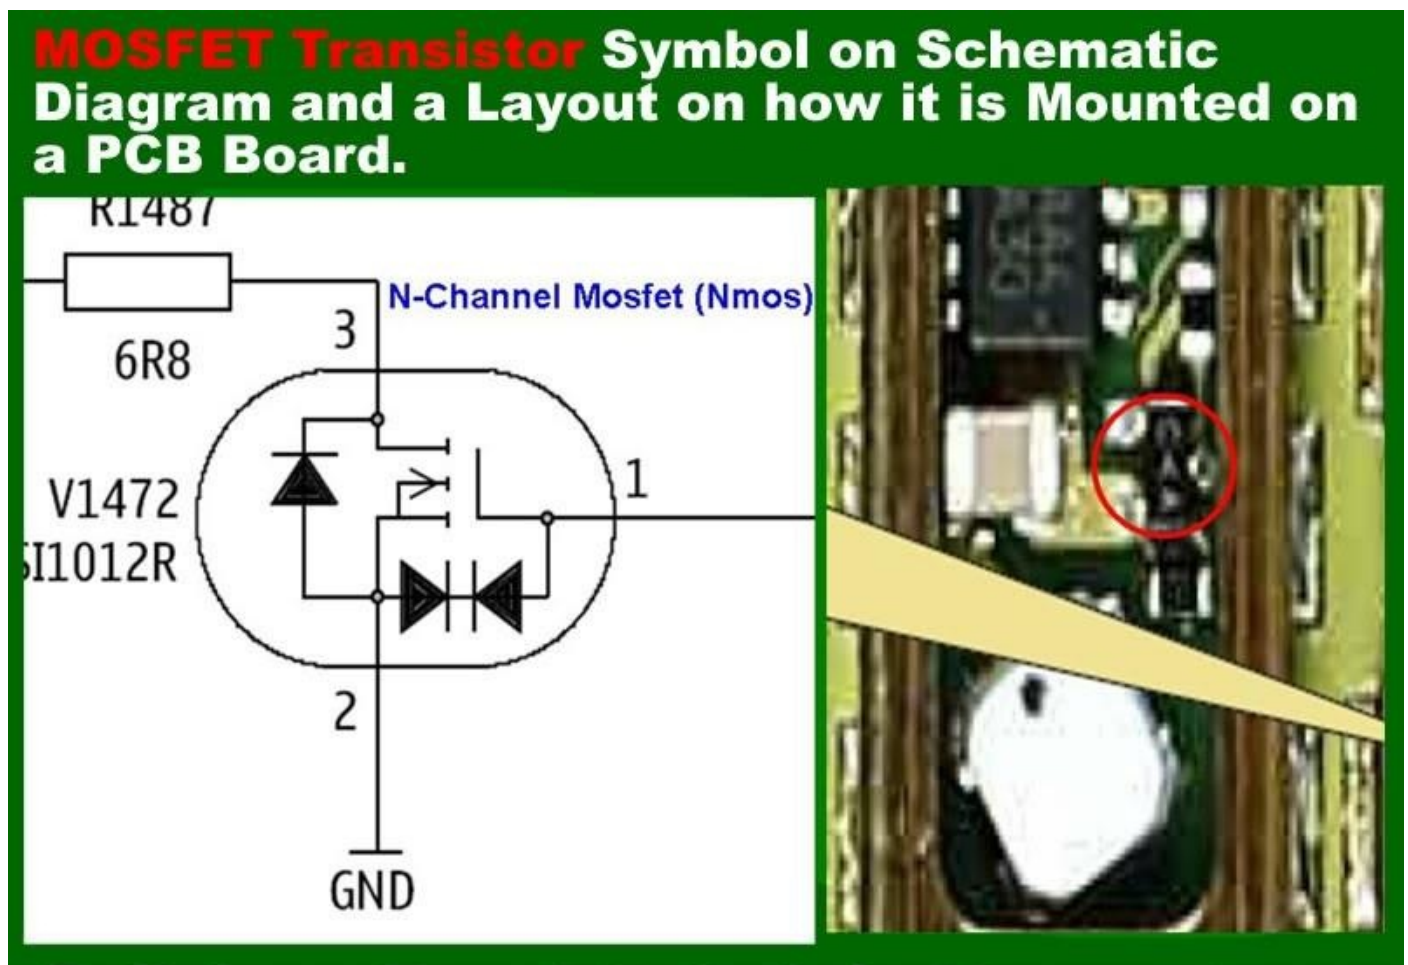 MOSFET Transistor Symbol on Schematic
Diagram and a Layout on how it is Mounted on
a PCB Board.
R1487
N-Channel Mosfet (Nmos)
3
6R8
1
V1472
SI1012R
2
GND